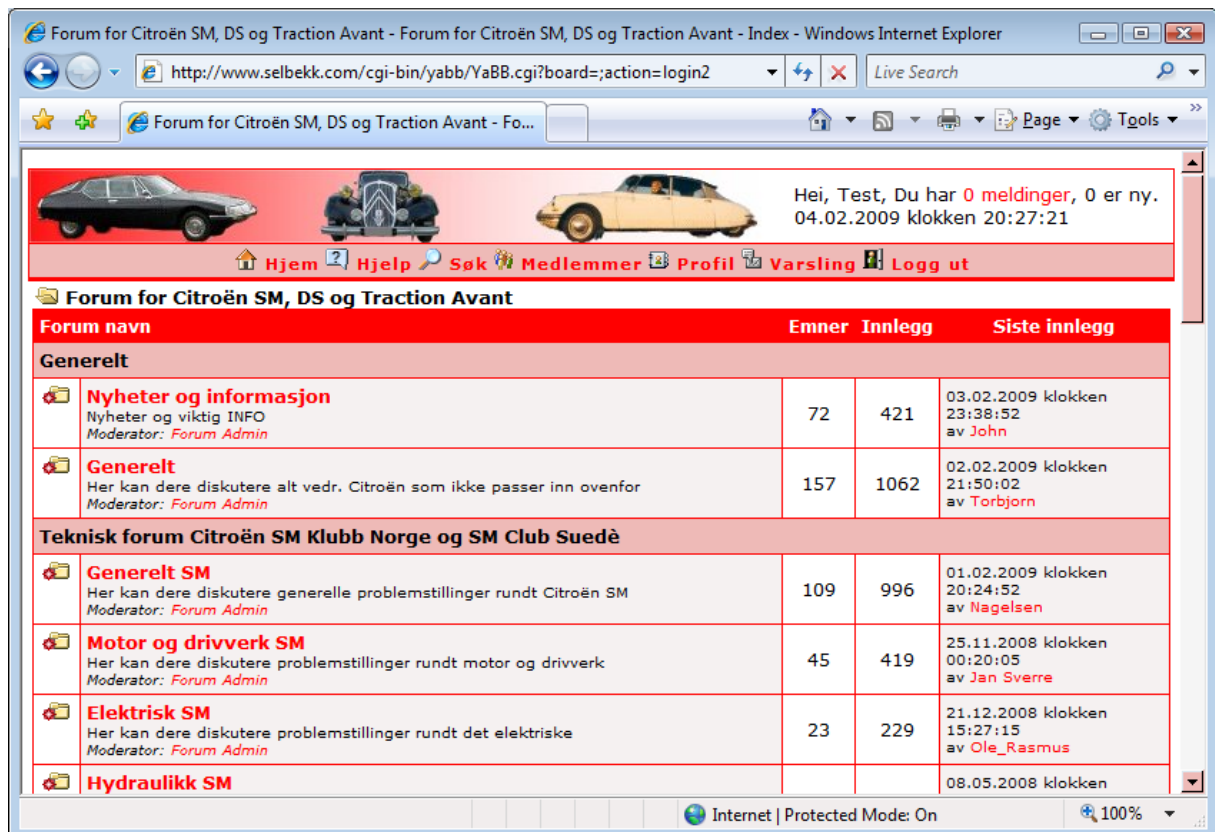 Forum for Citroën SM, DS og Traction Avant - Forum for Citroën SM, DS og Traction Avant - Index - Windows Internet Explorer
http://www.selbekk.com/cgi-bin/yabb/YaBB.cgi?board=;action=login2
Live Search
Forum for Citroën SM, DS og Traction Avant - Fo...
Page
Tools
Hei, Test, Du har 0 meldinger, 0 er ny.
04.02.2009 klokken 20:27:21
Hjem Hjelp Søk Medlemmer Profil Varsling Logg ut
Forum for Citroën SM, DS og Traction Avant
Forum navn Emner Innlegg Siste innlegg
Generelt
Nyheter og informasjon
Nyheter og viktig INFO
Moderator: Forum Admin
72
421
03.02.2009 klokken
23:38:52
av John
Generelt
Her kan dere diskutere alt vedr. Citroën som ikke passer inn ovenfor
Moderator: Forum Admin
157
1062
02.02.2009 klokken
21:50:02
av Torbjorn
Teknisk forum Citroën SM Klubb Norge og SM Club Suedè
Generelt SM
Her kan dere diskutere generelle problemstillinger rundt Citroën SM
Moderator: Forum Admin
109
996
01.02.2009 klokken
20:24:52
av Nagelsen
Motor og drivverk SM
Her kan dere diskutere problemstillinger rundt motor og drivverk
Moderator: Forum Admin
45
419
25.11.2008 klokken
00:20:05
av Jan Sverre
Elektrisk SM
Her kan dere diskutere problemstillinger rundt det elektriske
Moderator: Forum Admin
23
229
21.12.2008 klokken
15:27:15
av Ole_Rasmus
Hydraulikk SM
08.05.2008 klokken
Internet | Protected Mode: On
100%